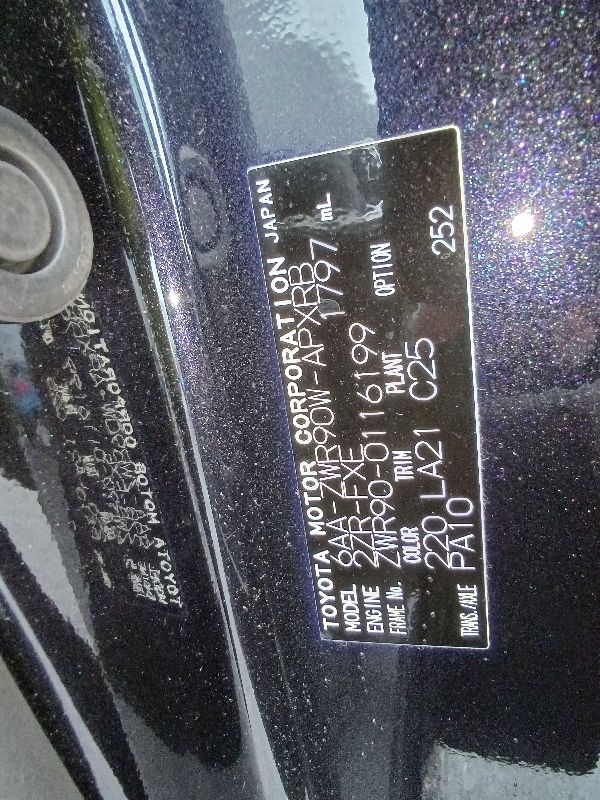 TOYOTA MOTOR CORPORATION JAPAN
MODEL 6AA-ZWR90W-APXRB
ENGINE 2ZR-FXE 1797 mL
FRAME No. ZWR90-0116199
COLOR TRIM PLANT OPTION
220 LA21 C25 252
TRANS./AXLE PA10